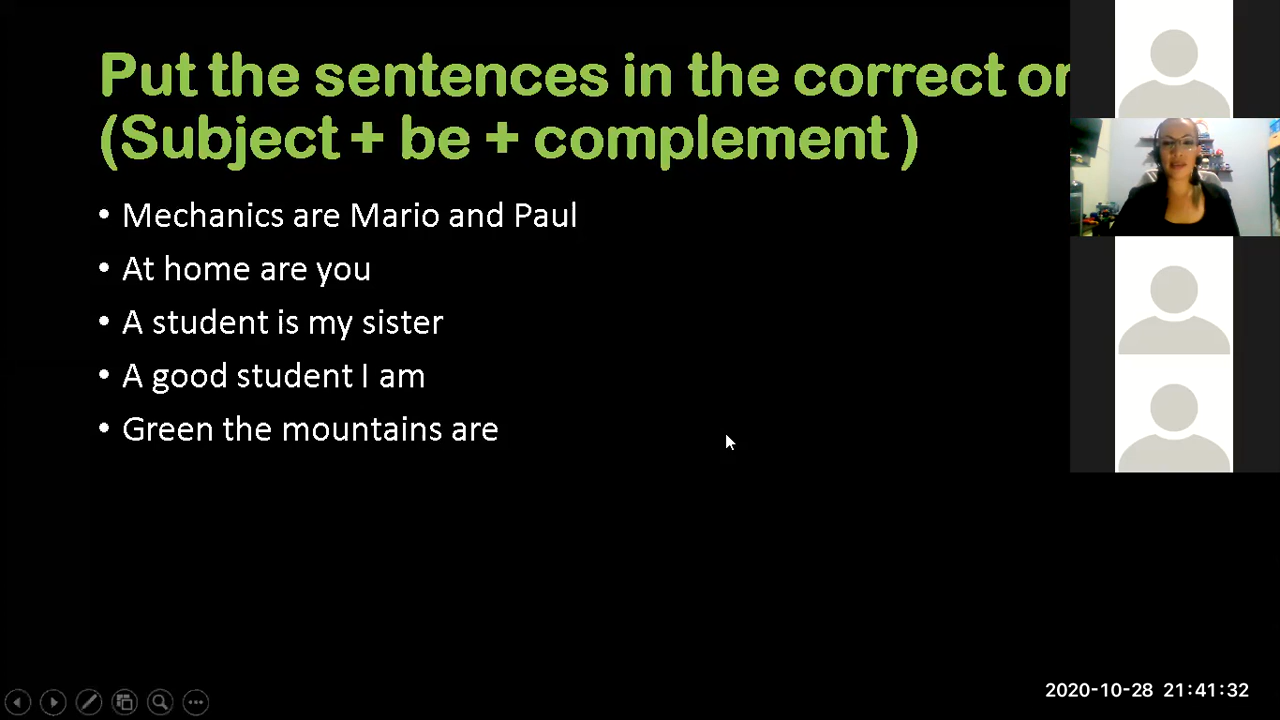 Put the sentences in the correct or
(Subject + be + complement )
• Mechanics are Mario and Paul
• At home are you
• A student is my sister
• A good student I am
• Green the mountains are
2020-10-28 21:41:32